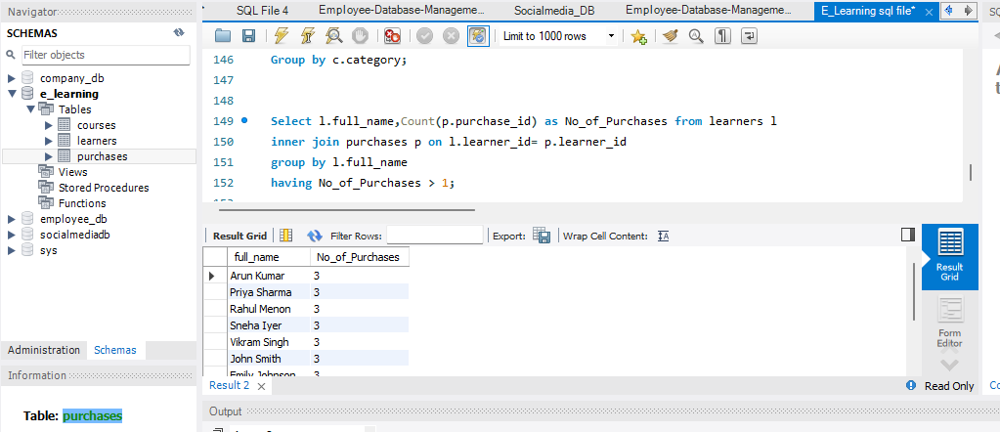 Navigator
SCHEMAS
Filter objects
company_db
e_learning
Tables
courses
learners
purchases
Views
Stored Procedures
Functions
employee_db
socialmediadb
sys
Administration Schemas
Information
Table: purchases
SQL File 4 Employee-Database-Manageme... Socialmedia_DB Employee-Database-Manageme... E_Learning sql file* SQ
Limit to 1000 rows
146 Group by c.category;
147
148
149 Select l.full_name,Count(p.purchase_id) as No_of_Purchases from learners l
150 inner join purchases p on l.learner_id= p.learner_id
151 group by l.full_name
152 having No_of_Purchases > 1;
Result Grid Filter Rows: Export: Wrap Cell Content:
full_name No_of_Purchases
Arun Kumar 3
Priya Sharma 3
Rahul Menon 3
Sneha Iyer 3
Vikram Singh 3
John Smith 3
Emily Johnson 3
Result Grid
Form Editor
Result 2 Read Only
Output